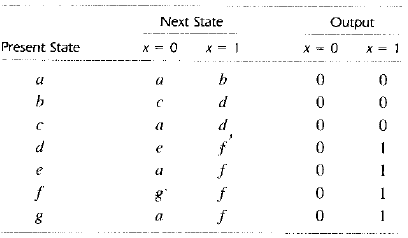 Next State Output
Present State x = 0 x = 1 x = 0 x = 1
a a b 0 0
b c d 0 0
c a d 0 0
d e f 0 1
e a f 0 1
f g f 0 1
g a f 0 1